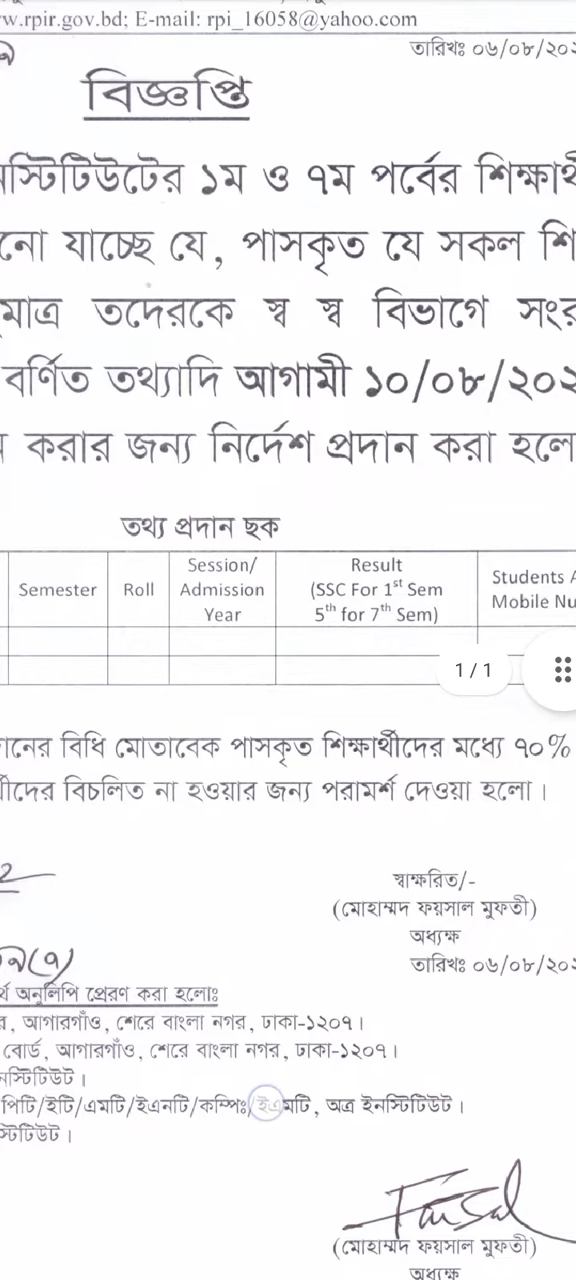 w.rpir.gov.bd; E-mail: rpi_16058@yahoo.com
তারিখঃ ০৬/০৮/২০২
বিজ্ঞপ্তি
নস্টিটিউটের ১ম ও ৭ম পর্বের শিক্ষার্থ
নো যাচ্ছে যে, পাসকৃত যে সকল শি
মাত্র তদেরকে স্ব স্ব বিভাগে সংর
বর্ণিত তথ্যাদি আগামী ১০/০৮/২০২
করার জন্য নির্দেশ প্রদান করা হলো
তথ্য প্রদান ছক
Semester
Roll
Session/
Admission
Year
Result
(SSC For 1st Sem
5th for 7th Sem)
Students A
Mobile Nu
1/1
ানের বিধি মোতাবেক পাসকৃত শিক্ষার্থীদের মধ্যে ৭০%
র্থীদের বিচলিত না হওয়ার জন্য পরামর্শ দেওয়া হলো।
স্বাক্ষরিত/-
(মোহাম্মদ ফয়সাল মুফতী)
অধ্যক্ষ
তারিখঃ ০৬/০৮/২০২
র্থ অনুলিপি প্রেরণ করা হলোঃ
র, আগারগাঁও, শেরে বাংলা নগর, ঢাকা-১২০৭।
বোর্ড, আগারগাঁও, শেরে বাংলা নগর, ঢাকা-১২০৭।
নস্টিটিউট।
পিটি/ইটি/এমটি/ইএনটি/কম্পিঃ/ইএমটি, অত্র ইনস্টিটিউট।
স্টিটিউট।
Faisal
(মোহাম্মদ ফয়সাল মুফতী)
অধ্যক্ষ